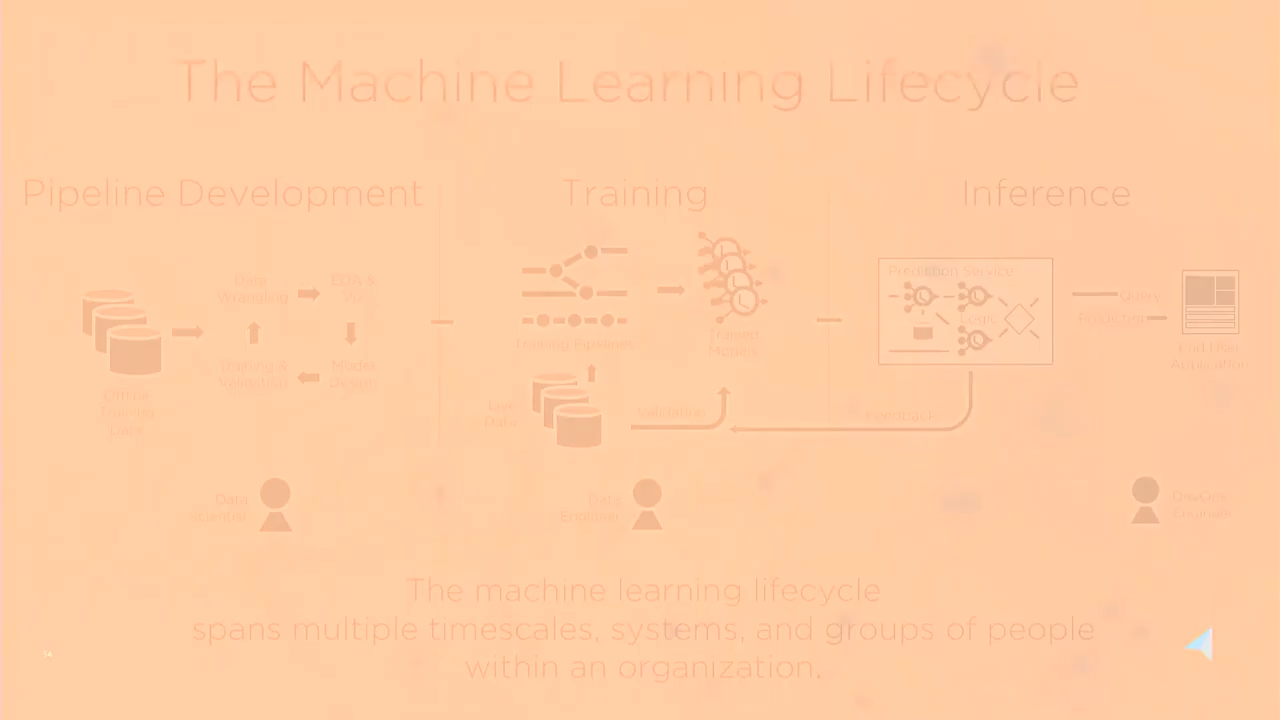 The Machine Learning Lifecycle
Pipeline Development
Training
Inference
Data
Wrangling
EDA &
Training &
Validation
Model
Design
Offline
Training
Data
Training Pipelines
Trained
Models
Live
Data
Validation
Prediction Service
Logic
Query
Prediction
End User
Application
Feedback
Data
Scientist
Data
Engineer
DevOps
Engineer
The machine learning lifecycle
spans multiple timescales, systems, and groups of people
within an organization.
54